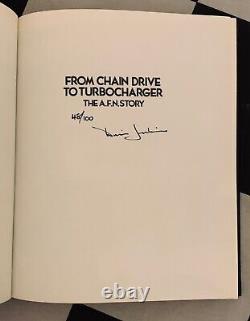 FROM CHAIN DRIVE
TO TURBOCHARGER
THE A.F.N. STORY
48/100